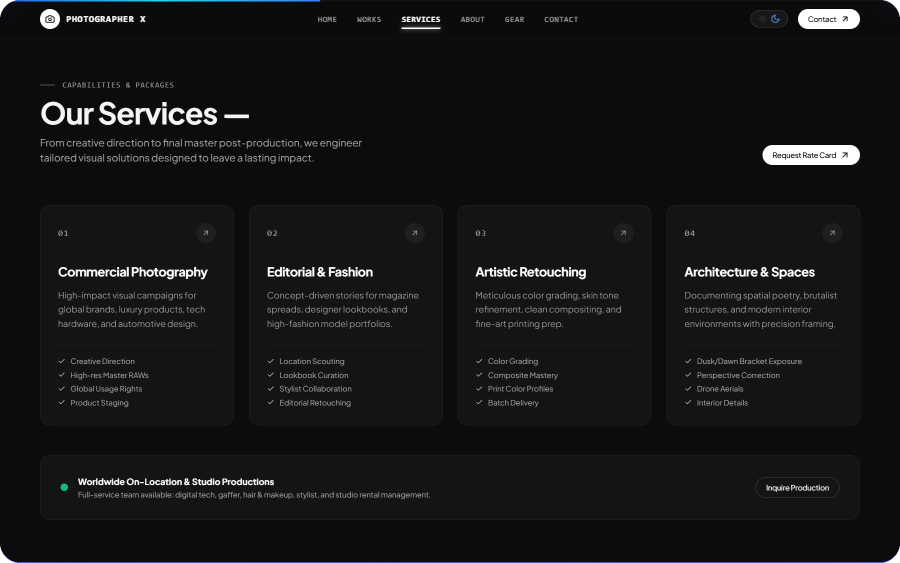 PHOTOGRAPHER X
HOME
WORKS
SERVICES
ABOUT
GEAR
CONTACT
Contact
CAPABILITIES & PACKAGES
Our Services —
From creative direction to final master post-production, we engineer
tailored visual solutions designed to leave a lasting impact.
Request Rate Card
01
Commercial Photography
High-impact visual campaigns for
global brands, luxury products, tech
hardware, and automotive design.
Creative Direction
High-res Master RAWs
Global Usage Rights
Product Staging
02
Editorial & Fashion
Concept-driven stories for magazine
spreads, designer lookbooks, and
high-fashion model portfolios.
Location Scouting
Lookbook Curation
Stylist Collaboration
Editorial Retouching
03
Artistic Retouching
Meticulous color grading, skin tone
refinement, clean compositing, and
fine-art printing prep.
Color Grading
Composite Mastery
Print Color Profiles
Batch Delivery
04
Architecture & Spaces
Documenting spatial poetry, brutalist
structures, and modern interior
environments with precision framing.
Dusk/Dawn Bracket Exposure
Perspective Correction
Drone Aerials
Interior Details
Worldwide On-Location & Studio Productions
Full-service team available: digital tech, gaffer, hair & makeup, stylist, and studio rental management.
Inquire Production